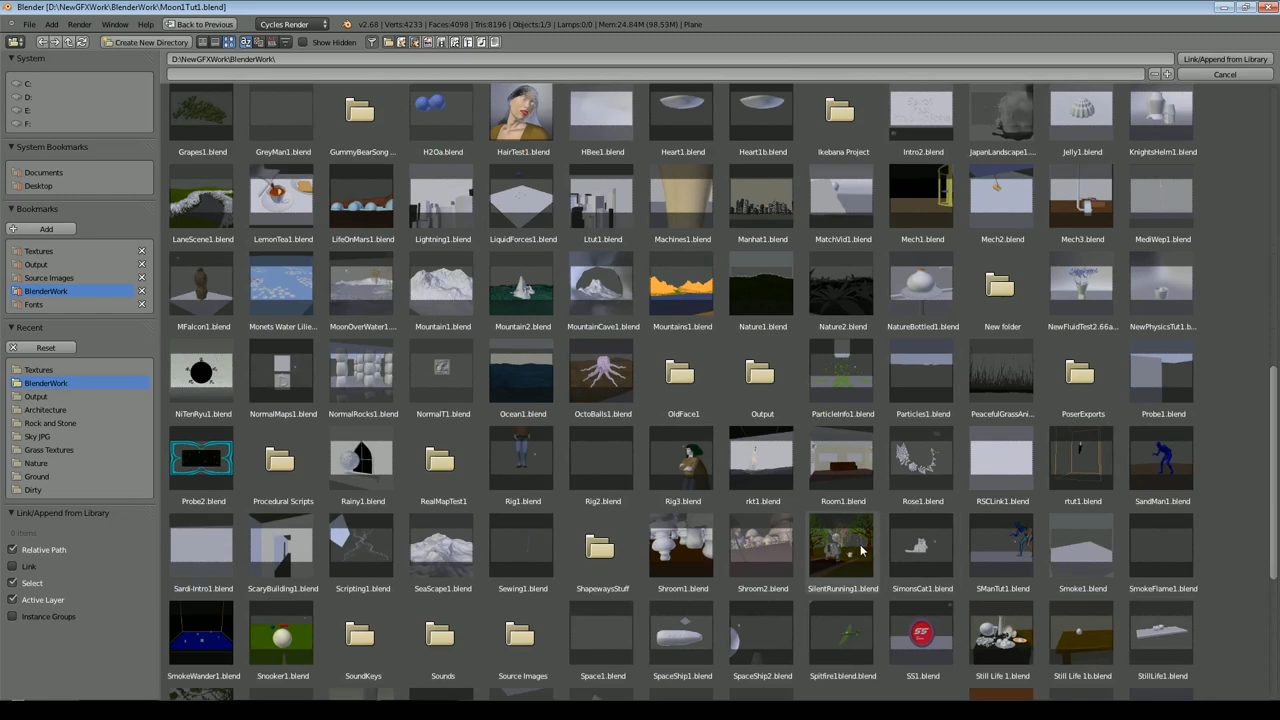 Blender [D:\NewGFXWork\BlenderWork\Moon1Tut1.blend]
File Add Render Window Help Back to Previous Cycles Render v2.68 | Verts:4233 | Faces:4098 | Tris:8196 | Objects:1/3 | Lamps:0/0 | Mem:24.84M (98.53M) | Plane
Create New Directory Show Hidden
System
C:
D:
E:
F:
System Bookmarks
Documents
Desktop
Bookmarks
Add
Textures
Output
Source Images
BlenderWork
Fonts
Recent
Reset
Textures
BlenderWork
Output
Architecture
Rock and Stone
Sky JPG
Grass Textures
Nature
Ground
Dirty
Link/Append from Library
0 items
Relative Path
Link
Select
Active Layer
Instance Groups
D:\NewGFXWork\BlenderWork\ Link/Append from Library
Cancel
Grapes1.blend GreyMan1.blend GummyBearSong ... H2Oa.blend HairTest1.blend HBee1.blend Heart1.blend Heart1b.blend Ikebana Project Intro2.blend JapanLandscape1.... Jelly1.blend KnightsHelm1.blend
LaneScene1.blend LemonTea1.blend LifeOnMars1.blend Lightning1.blend LiquidForces1.blend Ltut1.blend Machines1.blend Manhat1.blend MatchVid1.blend Mech1.blend Mech2.blend Mech3.blend MediWep1.blend
MFalcon1.blend Monets Water Lilie... MoonOverWater1.... Mountain1.blend Mountain2.blend MountainCave1.blend Mountains1.blend Nature1.blend Nature2.blend NatureBottled1.blend New folder NewFluidTest2.66a... NewPhysicsTut1.b...
NiTenRyu1.blend NormalMaps1.blend NormalRocks1.blend NormalT1.blend Ocean1.blend OctoBalls1.blend OldFace1 Output ParticleInfo1.blend Particles1.blend PeacefulGrassAni... PoserExports Probe1.blend
Probe2.blend Procedural Scripts Rainy1.blend RealMapTest1 Rig1.blend Rig2.blend Rig3.blend rkt1.blend Room1.blend Rose1.blend RSCLink1.blend rtut1.blend SandMan1.blend
Sardi-Intro1.blend ScaryBuilding1.blend Scripting1.blend SeaScape1.blend Sewing1.blend ShapewaysStuff Shroom1.blend Shroom2.blend SilentRunning1.blend SimonsCat1.blend SManTut1.blend Smoke1.blend SmokeFlame1.blend
SmokeWander1.blend Snooker1.blend SoundKeys Sounds Source Images Space1.blend SpaceShip1.blend SpaceShip2.blend Spitfire1blend.blend SS1.blend Still Life 1.blend Still Life 1b.blend StillLife1.blend